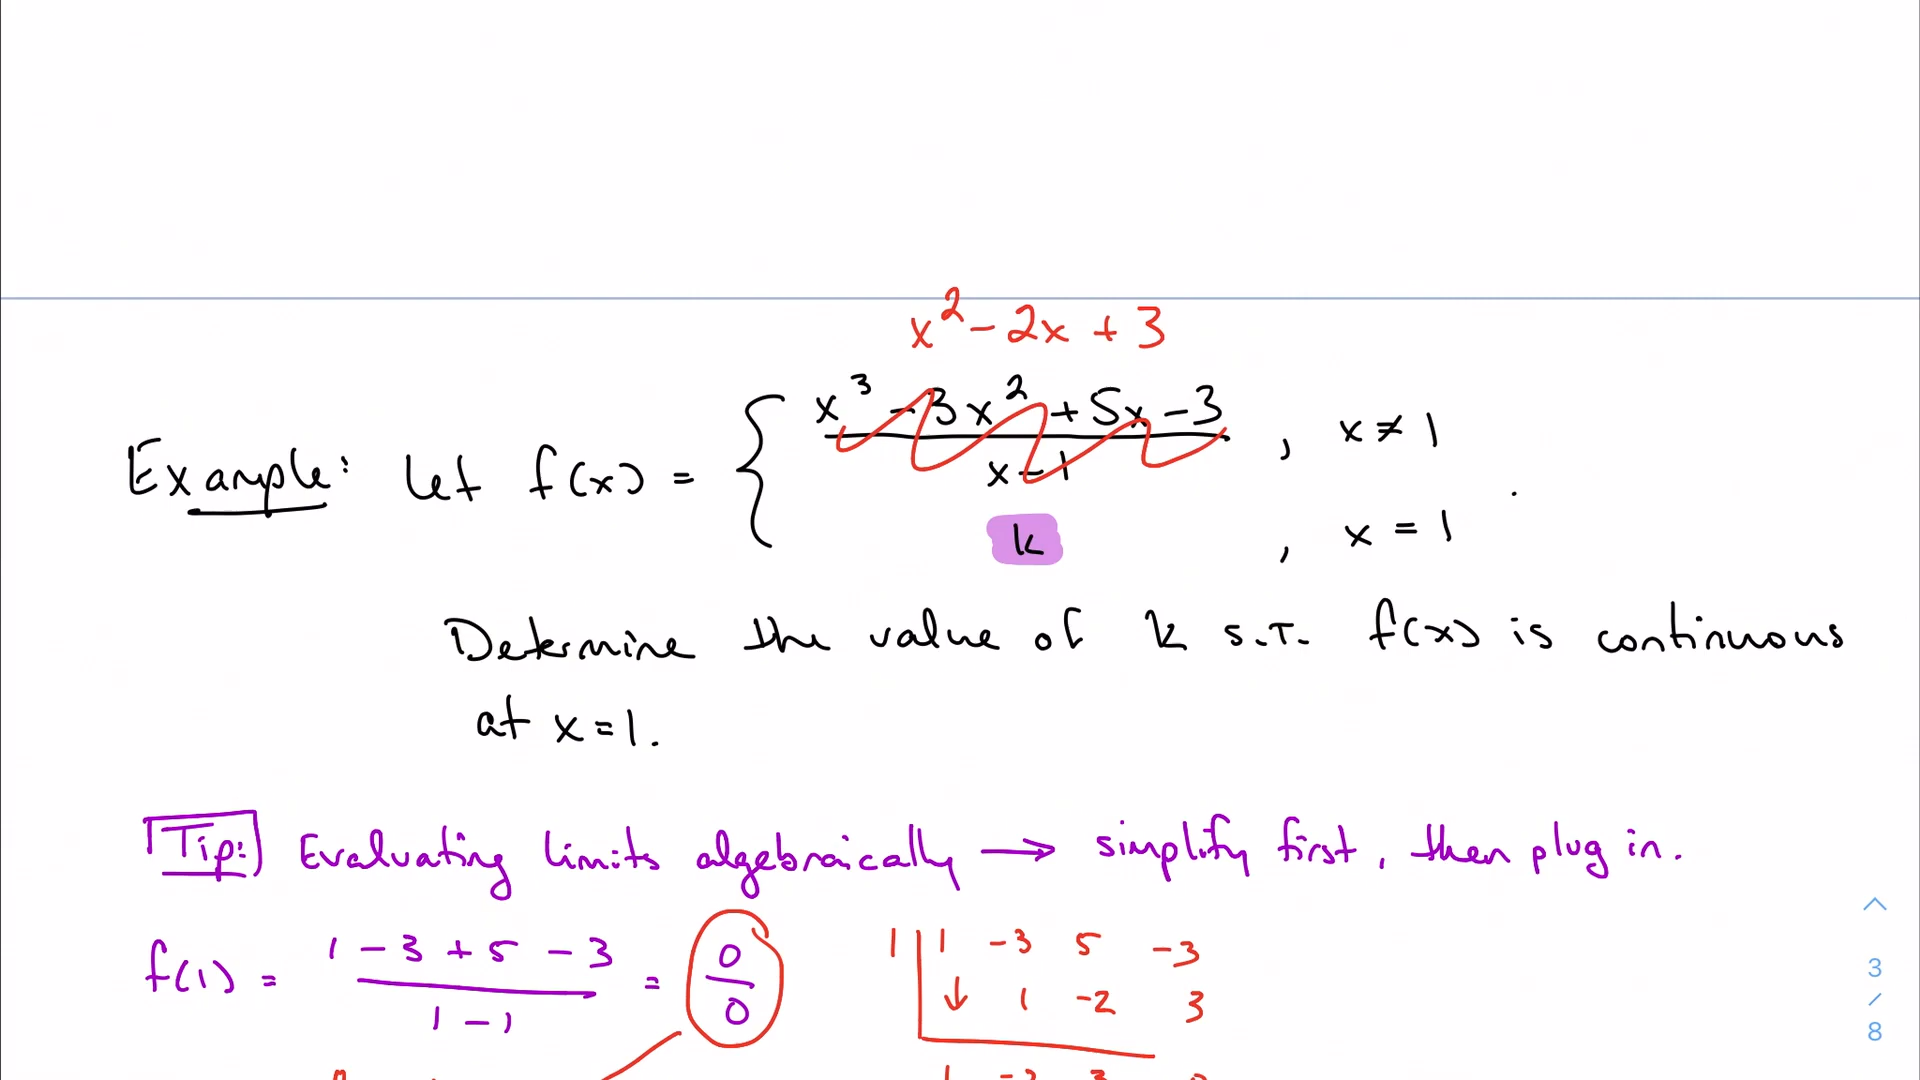 x² - 2x + 3
Example: Let f(x) = { (x³ - 3x² + 5x - 3)/(x - 1) , x ≠ 1
k , x = 1
Determine the value of k s.t. f(x) is continuous
at x = 1.
Tip: Evaluating limits algebraically → simplify first, then plug in.
f(1) = (1 - 3 + 5 - 3)/(1 - 1) = 0/0
1 | 1 -3 5 -3
↓ 1 -2 3
3 / 8